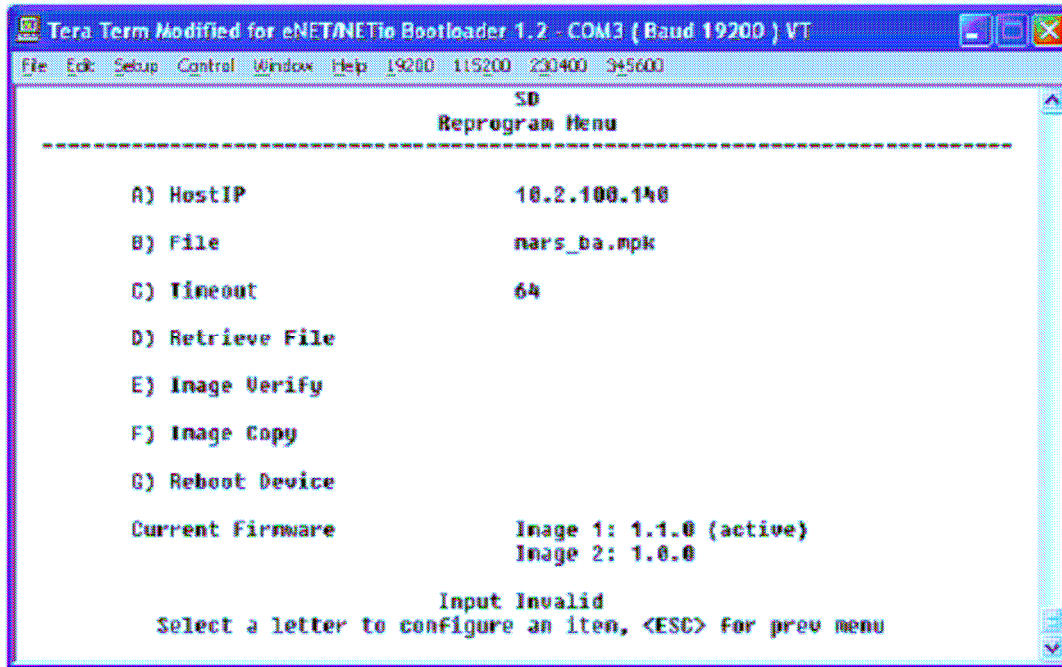 Tera Term Modified for eNET/NETio Bootloader 1.2 - COM3 ( Baud 19200 ) VT
File Edit Setup Control Window Help 19200 115200 230400 345600
SD
Reprogram Menu
A) HostIP 10.2.100.140
B) File mars_ba.mpk
C) Timeout 64
D) Retrieve File
E) Image Verify
F) Image Copy
G) Reboot Device
Current Firmware Image 1: 1.1.0 (active)
Image 2: 1.0.0
Input Invalid
Select a letter to configure an item, <ESC> for prev menu